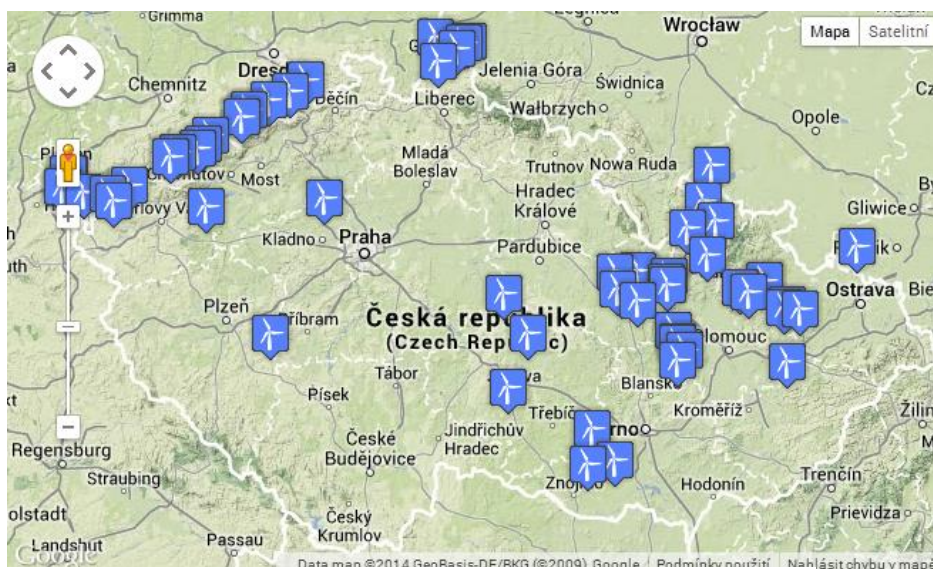 Grimma
Legnica
Wrocław
Mapa
Satelitní
Dresd
Chemnitz
Jelenia Góra
Świdnica
Děčín
Liberec
Wałbrzych
Opole
Mladá
Boleslav
Trutnov
Nowa Ruda
Most
Hradec
Králové
Gliwice
Kladno
Praha
Pardubice
Ostrava
Plzeň
Příbram
Česká republika
(Czech Republic)
Olomouc
Tábor
Blansko
Písek
Třebíč
Kroměříž
Jindřichův
Hradec
Brno
České
Budějovice
Regensburg
Straubing
Znojmo
Hodonín
Trenčín
Český
Krumlov
Prievidza
Passau
Landshut
Google
Data map ©2014 GeoBasis-DE/BKG (©2009), Google
Podmínky použití
Nahlásit chybu v mapě